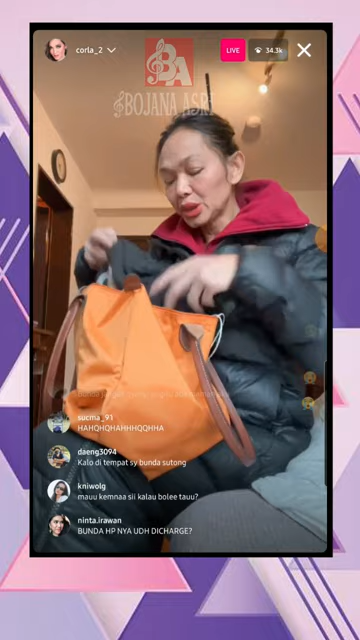 corla_2
LIVE
34.3k
BA
BOJANA ASRI
sucma_91
HAHQHQHAHHHQQHHA
daeng3094
Kalo di tempat sy bunda sutong
kniwolg
mauu kemnaa sii kalau bolee tauu?
ninta.irawan
BUNDA HP NYA UDH DICHARGE?